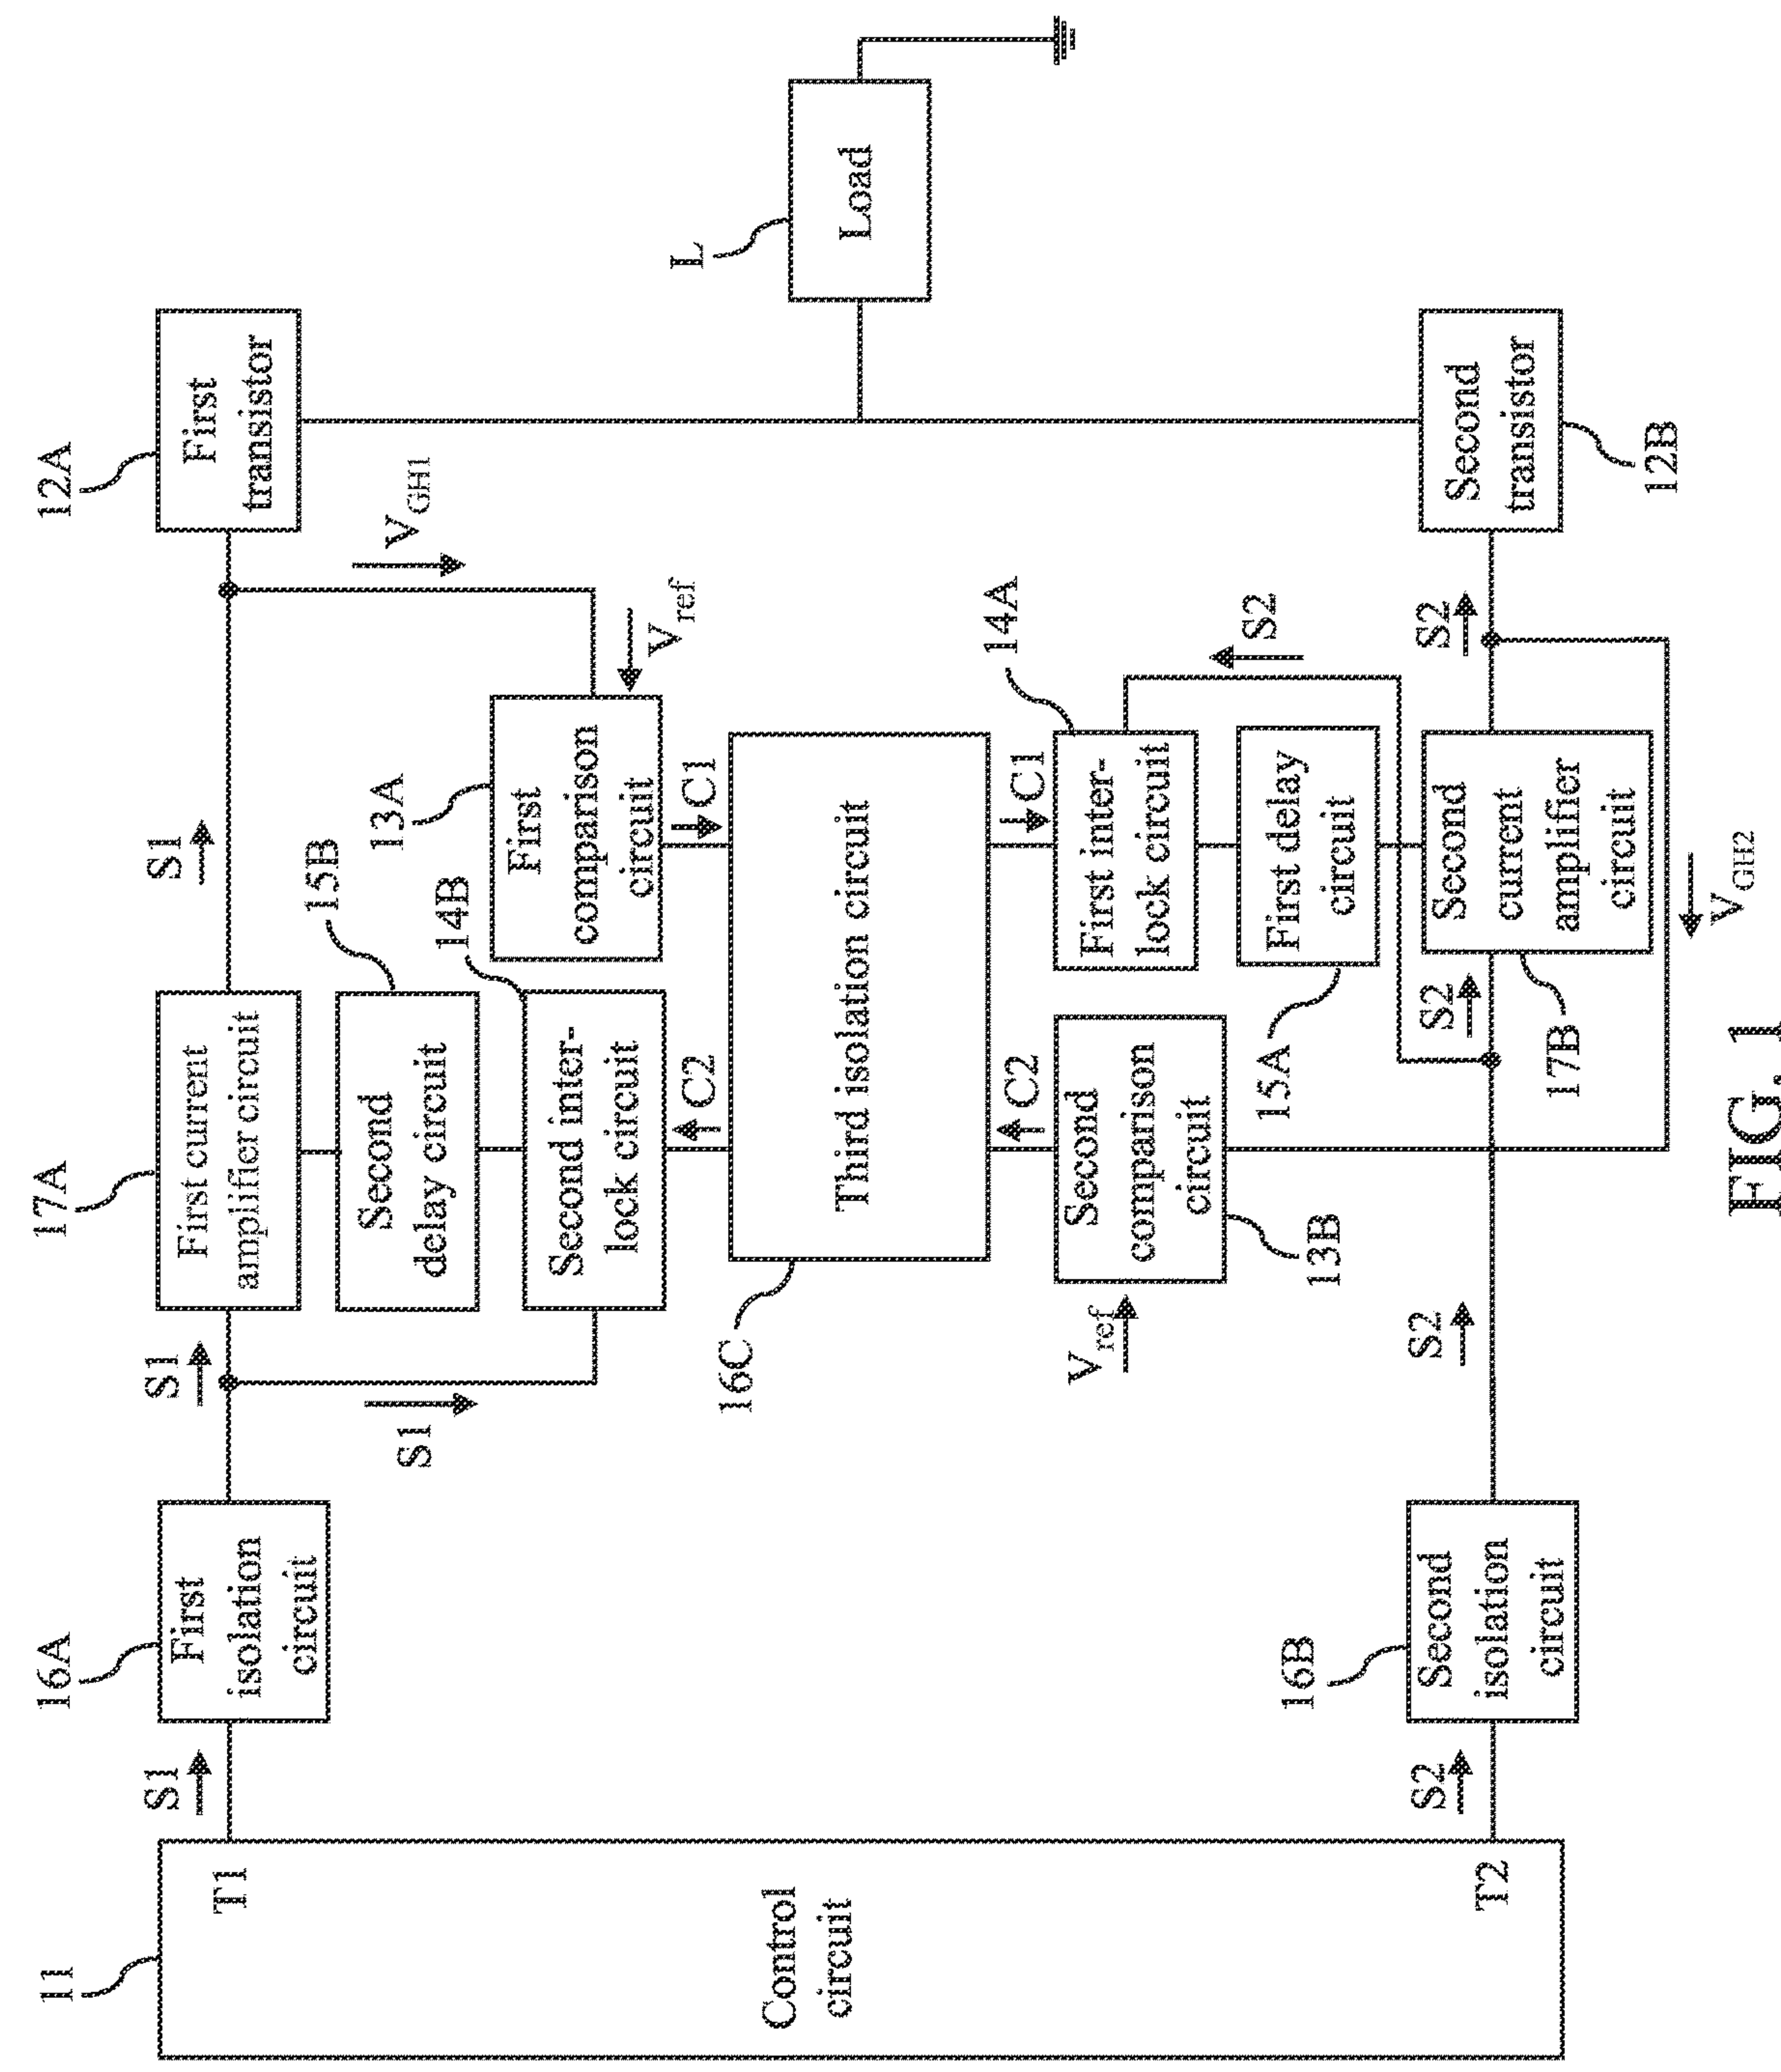 11
Control
circuit
T1
T2
S1
S2
16A
First
isolation
circuit
16B
Second
isolation
circuit
S1
S1
S2
17A
First current
amplifier circuit
15B
Second
delay circuit
14B
Second inter-
lock circuit
C2
16C
Third isolation circuit
C2
Vref
Second
comparison
circuit
13B
S1
13A
First
comparison
circuit
C1
Vref
VGH1
C1
14A
First inter-
lock circuit
15A
First delay
circuit
S2
S2
17B
Second
current
amplifier
circuit
VGH2
S2
12A
First
transistor
12B
Second
transistor
L
Load
FIG. 1